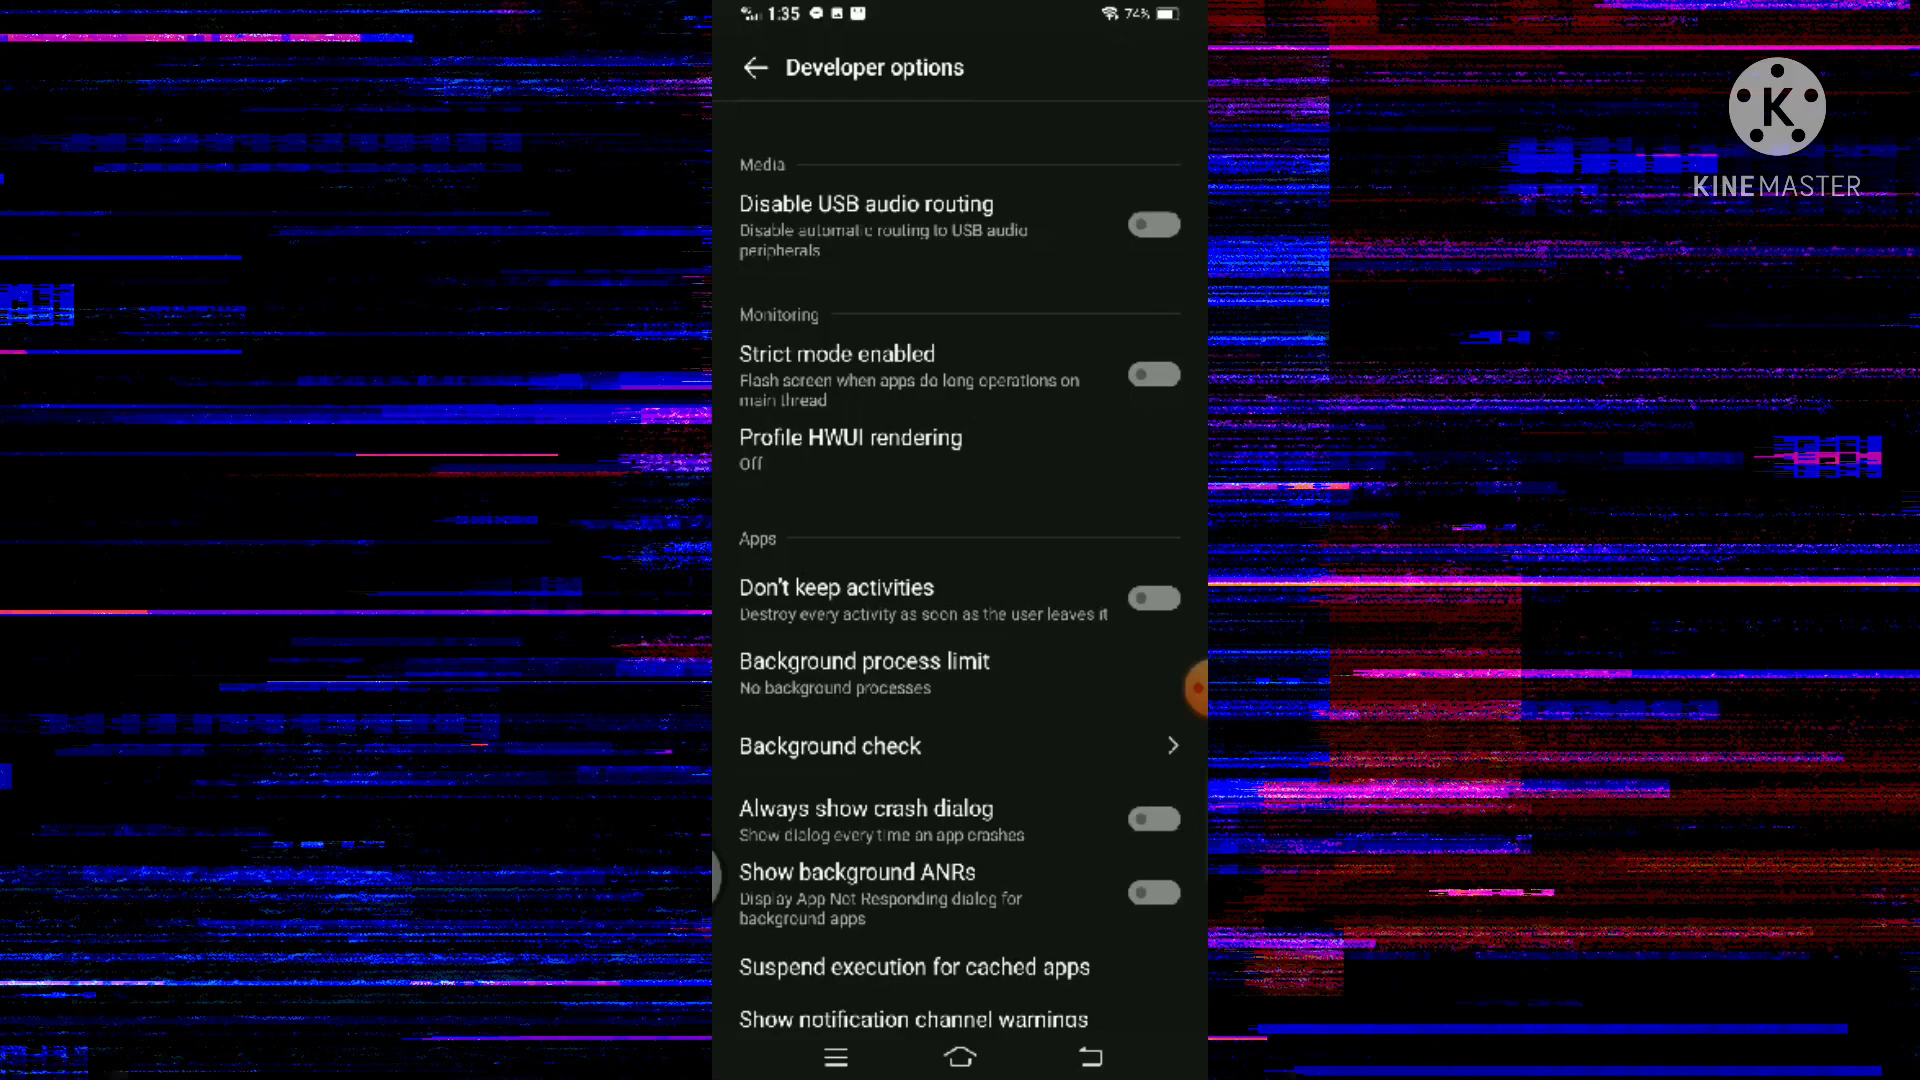 1:35
74%
Developer options
K
KINEMASTER
Media
Disable USB audio routing
Disable automatic routing to USB audio
peripherals
Monitoring
Strict mode enabled
Flash screen when apps do long operations on
main thread
Profile HWUI rendering
Off
Apps
Don't keep activities
Destroy every activity as soon as the user leaves it
Background process limit
No background processes
Background check
Always show crash dialog
Show dialog every time an app crashes
Show background ANRs
Display App Not Responding dialog for
background apps
Suspend execution for cached apps
Show notification channel warnings